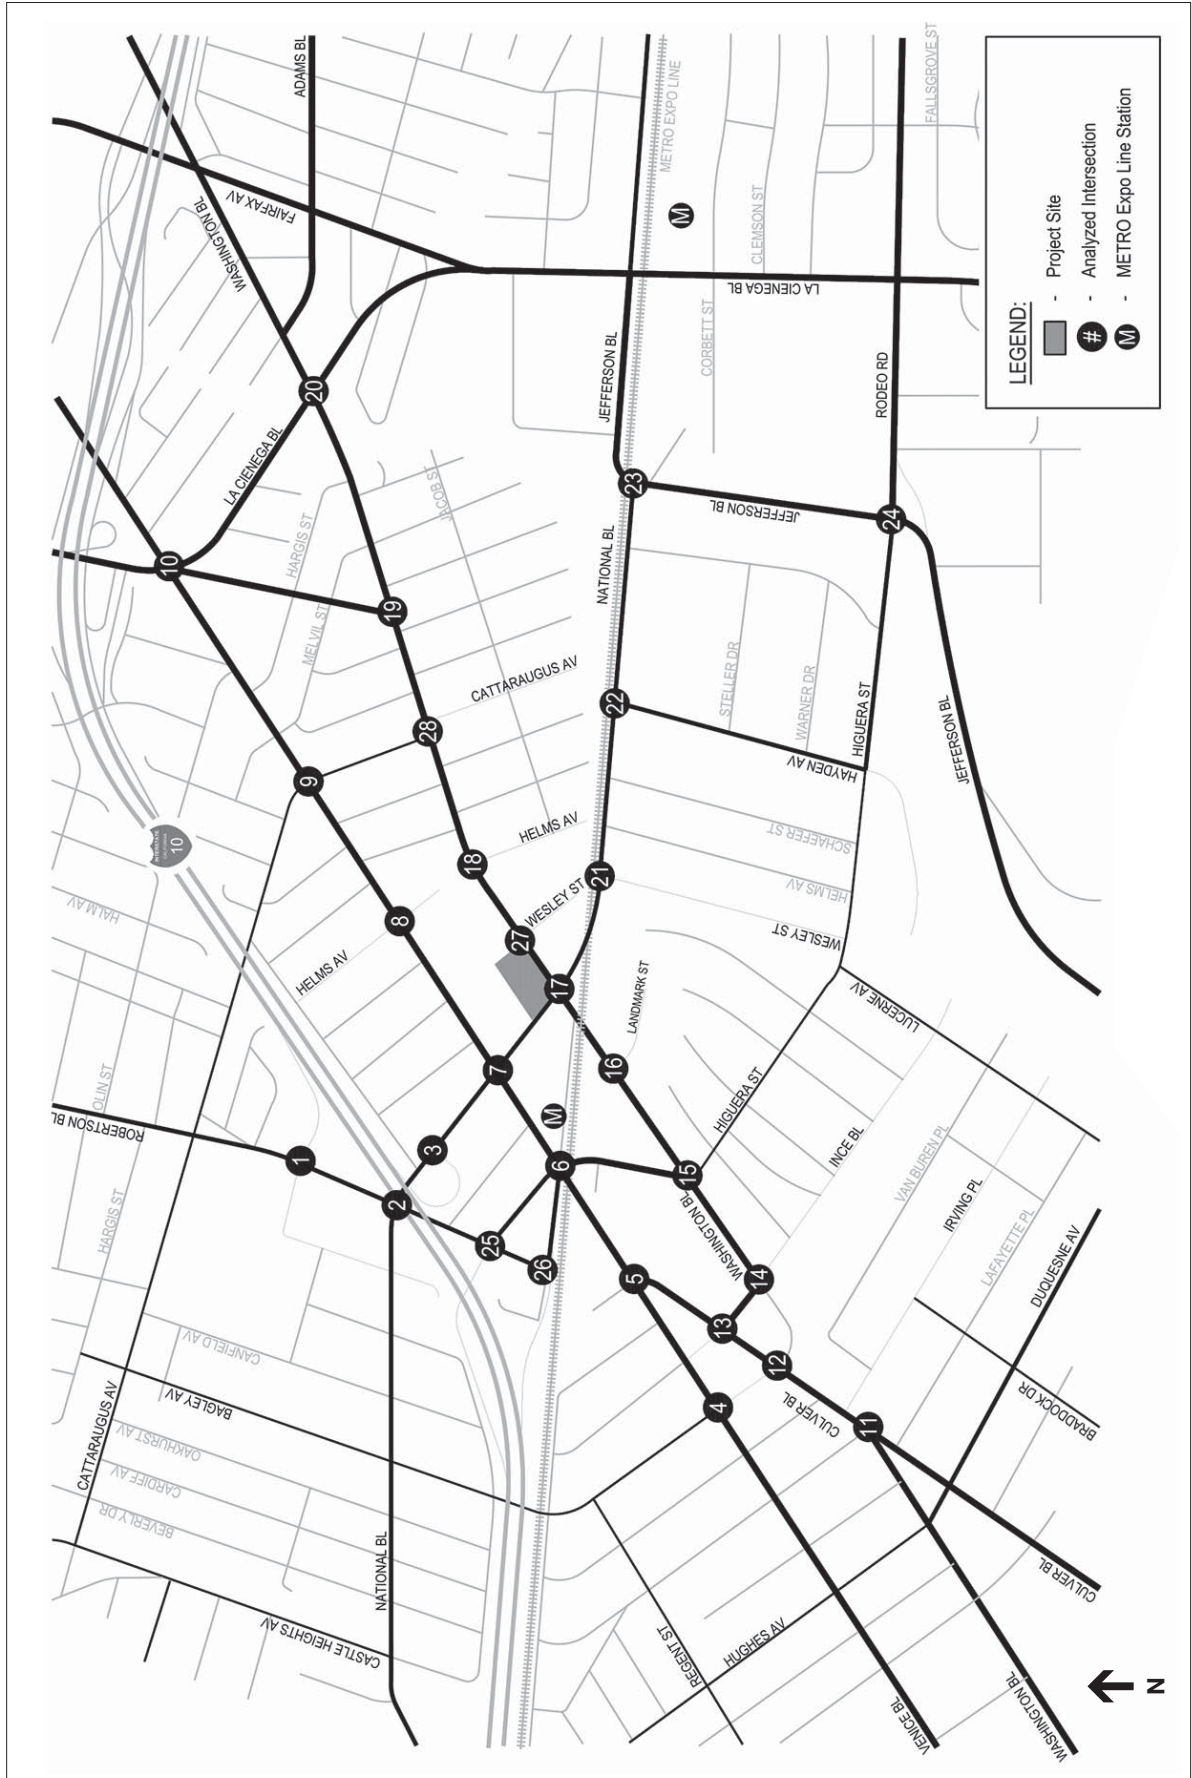 ADAMS BL
WASHINGTON BL
FAIRFAX AV
METRO EXPO LINE
FALLSGROVE ST
CLEMSON ST
M
LA CIENEGA BL
CORBETT ST
JEFFERSON BL
RODEO RD
20
LA CIENEGA BL
23
JEFFERSON BL
24
JACOB ST
HARGIS ST
10
NATIONAL BL
19
MELVIL ST
CATTARAUGUS AV
22
STELLER DR
WARNER DR
HIGUERA ST
HAYDEN AV
JEFFERSON BL
28
9
INTERSTATE
CALIFORNIA
10
HELMS AV
SCHAEFER ST
18
21
HELMS AV
WESLEY ST
HALM AV
8
27
WESLEY ST
HELMS AV
17
LANDMARK ST
LUCERNE AV
16
7
OLIN ST
ROBERTSON BL
HIGUERA ST
M
3
INCE BL
1
6
15
VAN BUREN PL
2
IRVING PL
HARGIS ST
WASHINGTON BL
LAFAYETTE PL
25
26
5
14
DUQUESNE AV
13
CANFIELD AV
12
BAGLEY AV
4
CULVER BL
BRADDOCK DR
CATTARAUGUS AV
OAKHURST AV
11
CARDIFF AV
BEVERLY DR
NATIONAL BL
CULVER BL
CASTLE HEIGHTS AV
HUGHES AV
REGENT ST
VENICE BL
WASHINGTON BL
N
LEGEND:
- Project Site
# - Analyzed Intersection
M - METRO Expo Line Station